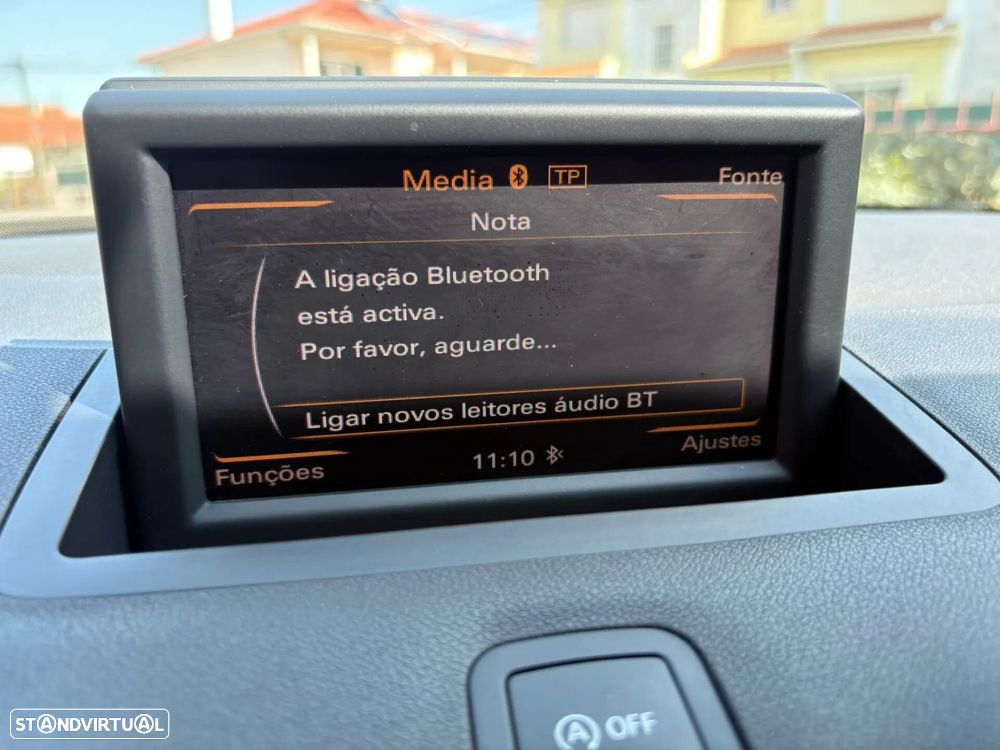 Media TP Fonte
Nota
A ligação Bluetooth
está activa.
Por favor, aguarde...
Ligar novos leitores áudio BT
Funções 11:10 Ajustes
A OFF
STANDVIRTUAL